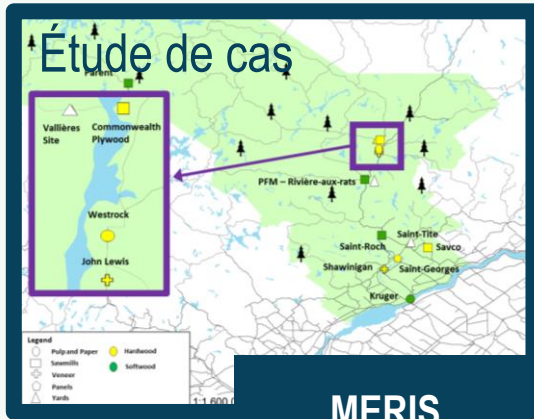 Étude de cas
Parent
Vallières
Site
Commonwealth
Plywood
Westrock
John Lewis
PFM – Rivière-aux-rats
Saint-Tite
Saint-Roch
Savco
Shawinigan
Saint-Georges
Kruger
Legend
Pulp and Paper
Hardwood
Sawmills
Softwood
Veneer
Panels
Yards
MERIS